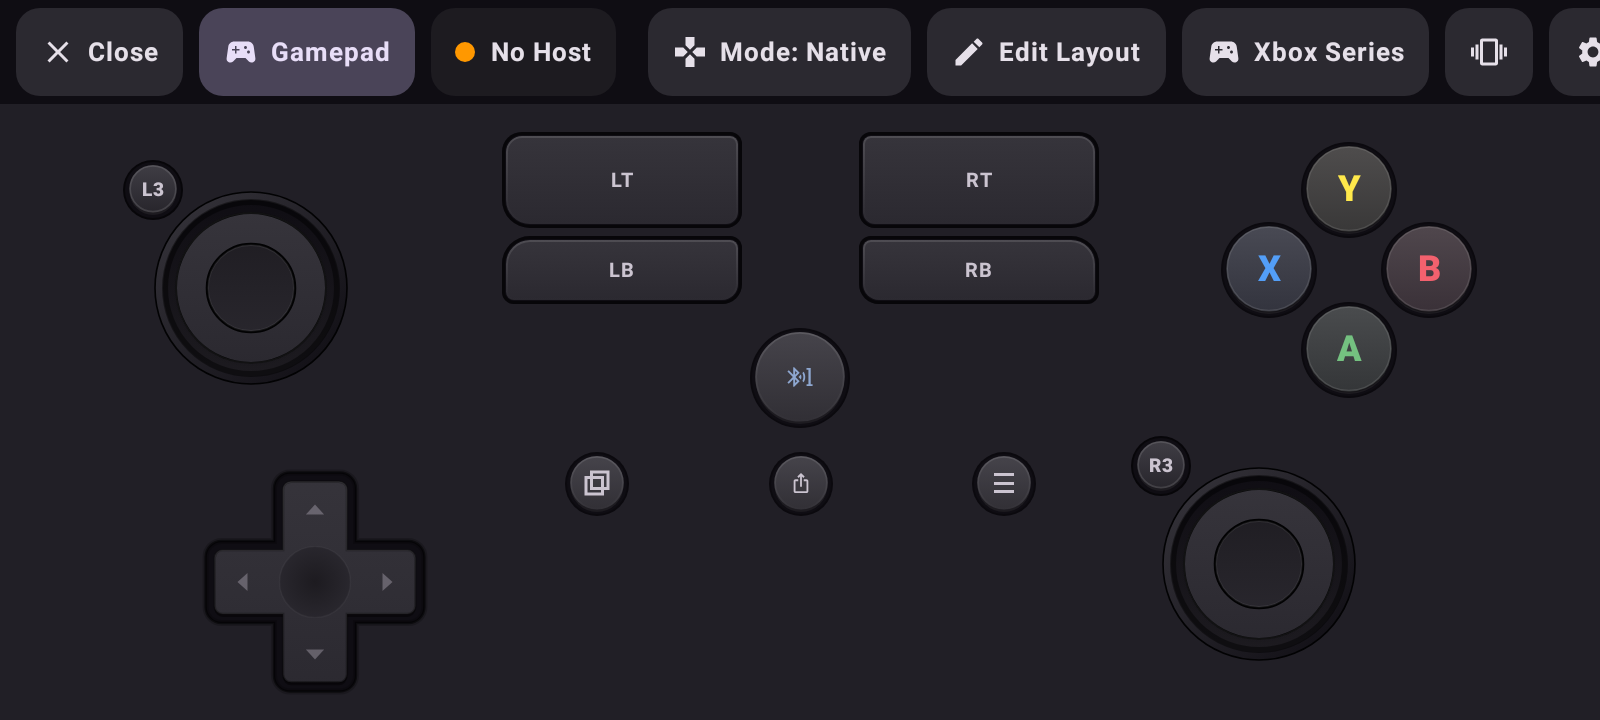 Close
Gamepad
No Host
Mode: Native
Edit Layout
Xbox Series
L3
LT
RT
LB
RB
Y
X
B
A
R3